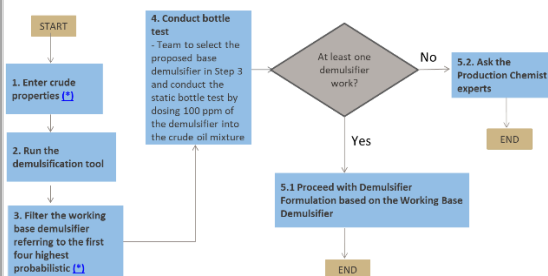 START
1. Enter crude
properties (*)
2. Run the
demulsification tool
3. Filter the working
base demulsifier
referring to the first
four highest
probabilistic (*)
4. Conduct bottle
test
- Team to select the
proposed base
demulsifier in Step 3
and conduct the
static bottle test by
dosing 100 ppm of
the demulsifier into
the crude oil mixture
At least one
demulsifier
work?
No
5.2. Ask the
Production Chemist
experts
END
Yes
5.1 Proceed with Demulsifier
Formulation based on the Working Base
Demulsifier
END